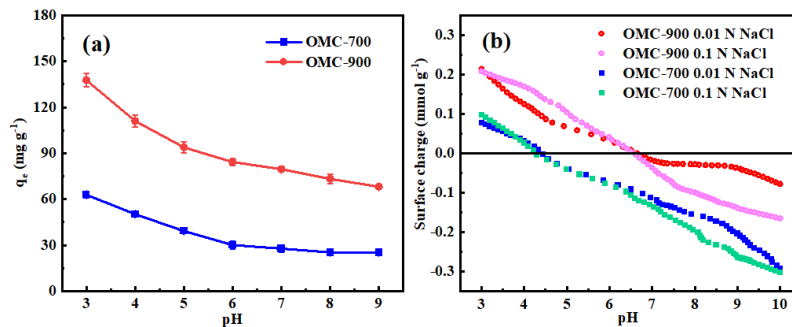 (a)
OMC-700
OMC-900
180
150
120
90
60
30
0
qₑ (mg g⁻¹)
3 4 5 6 7 8 9
pH
(b)
OMC-900 0.01 N NaCl
OMC-900 0.1 N NaCl
OMC-700 0.01 N NaCl
OMC-700 0.1 N NaCl
0.3
0.2
0.1
0.0
-0.1
-0.2
-0.3
Surface charge (mmol g⁻¹)
3 4 5 6 7 8 9 10
pH